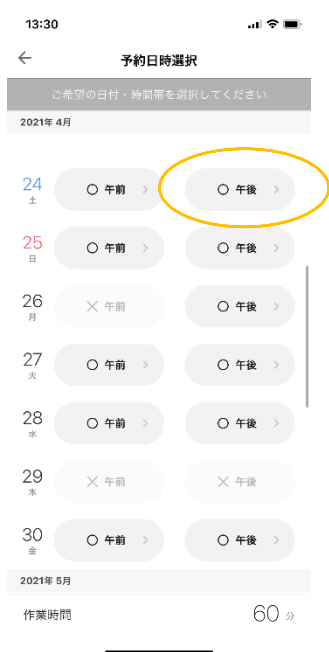 13:30
予約日時選択
ご希望の日付・時間帯を選択してください
2021年 4月
24 土 午前 午後
25 日 午前 午後
26 月 午前 午後
27 火 午前 午後
28 水 午前 午後
29 木 午前 午後
30 金 午前 午後
2021年 5月
作業時間 60 分